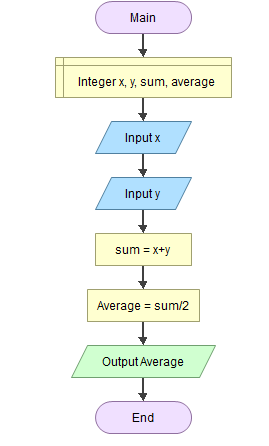 Main
Integer x, y, sum, average
Input x
Input y
sum = x+y
Average = sum/2
Output Average
End